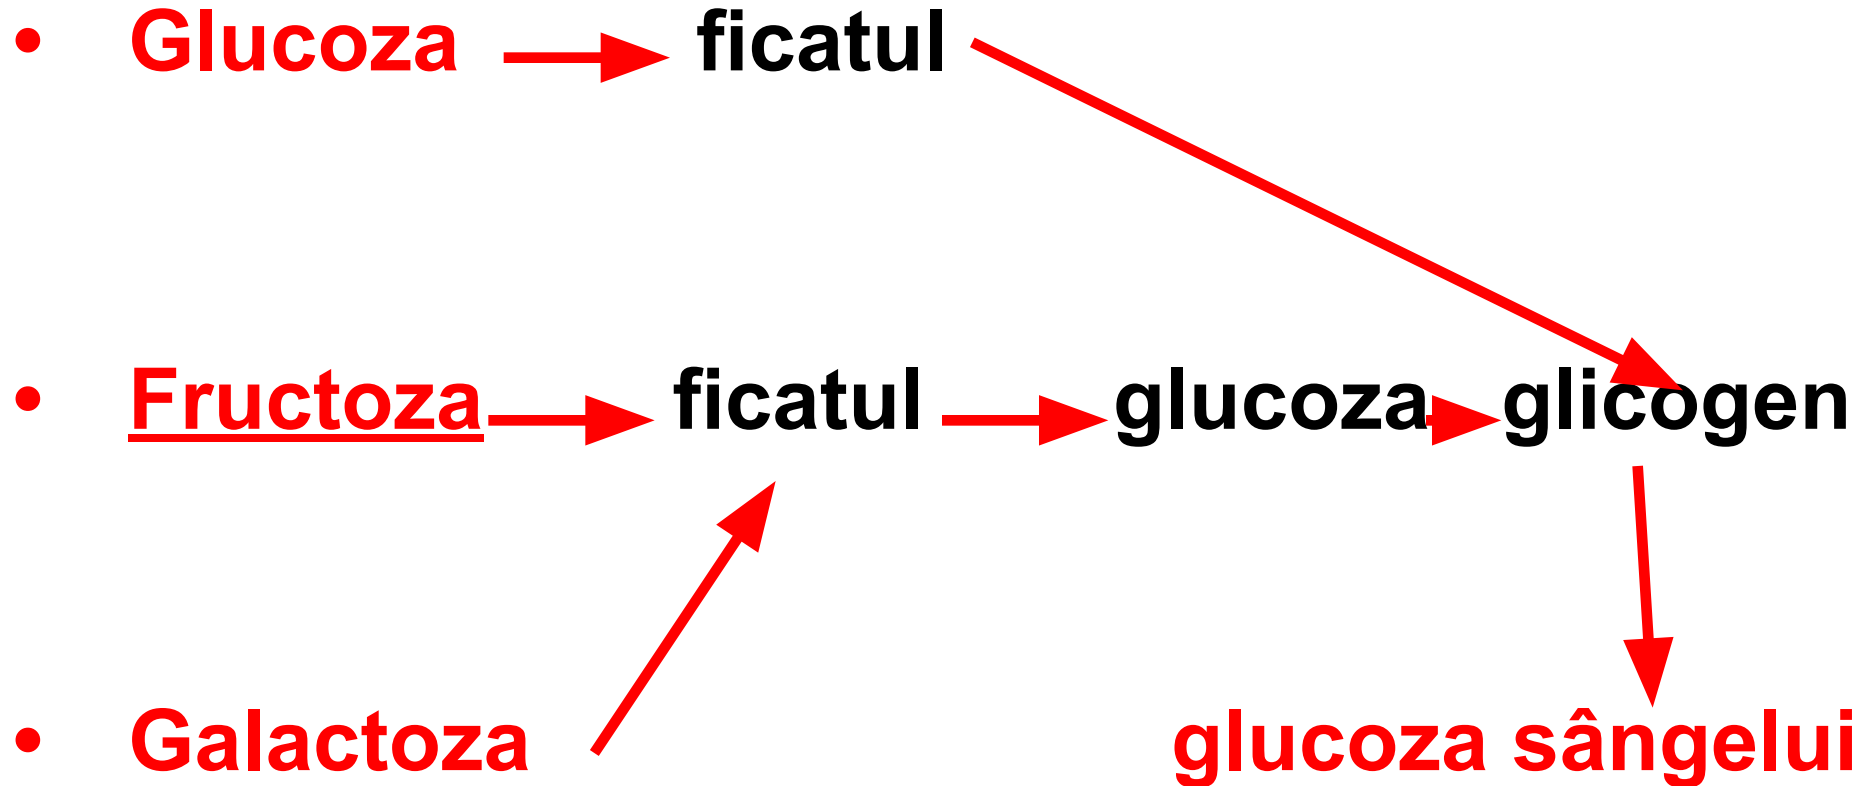 • Glucoza ficatul
• Fructoza ficatul glucoza glicogen
• Galactoza glucoza sângelui